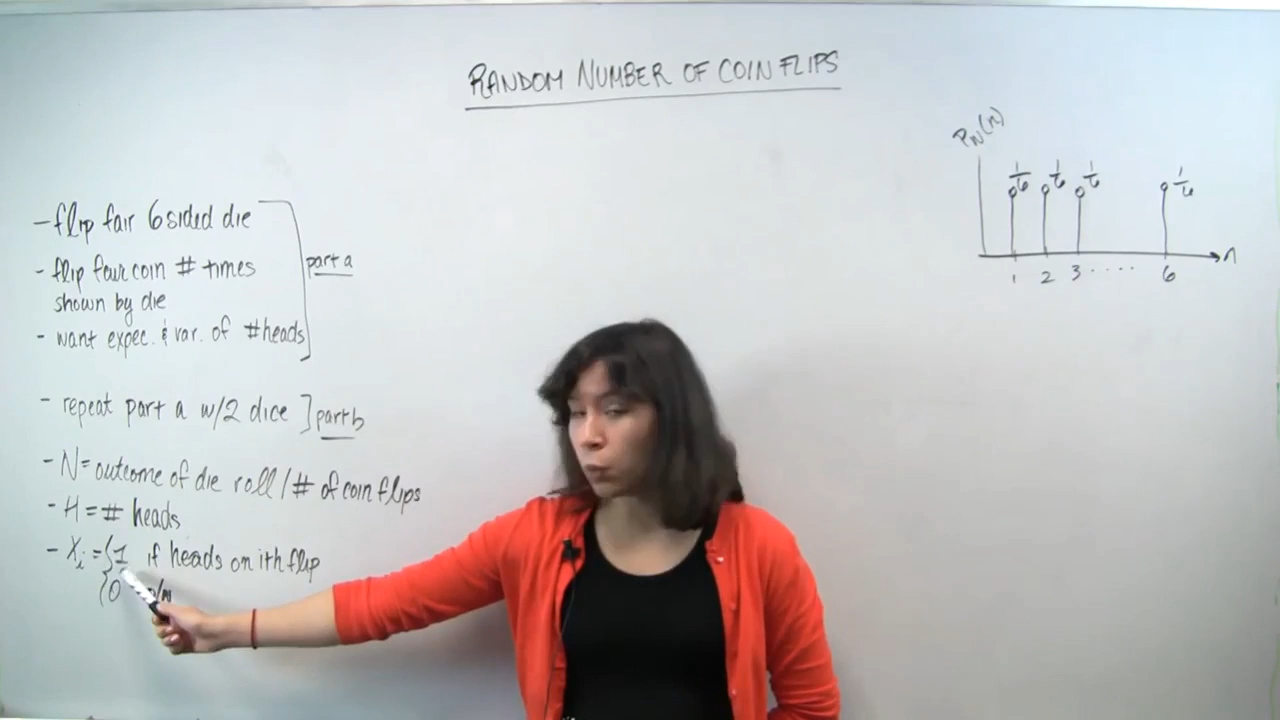 RANDOM NUMBER OF COIN FLIPS
- flip fair 6 sided die
- flip fair coin # times
shown by die
- want expec. & var. of #heads
part a
- repeat part a w/2 dice ] part b
- N = outcome of die roll / # of coin flips
- H = # heads
- Xi = { 1 if heads on ith flip
0 o/w
PN(n)
1/6 1/6 1/6 1/6
1 2 3 ..... 6 n